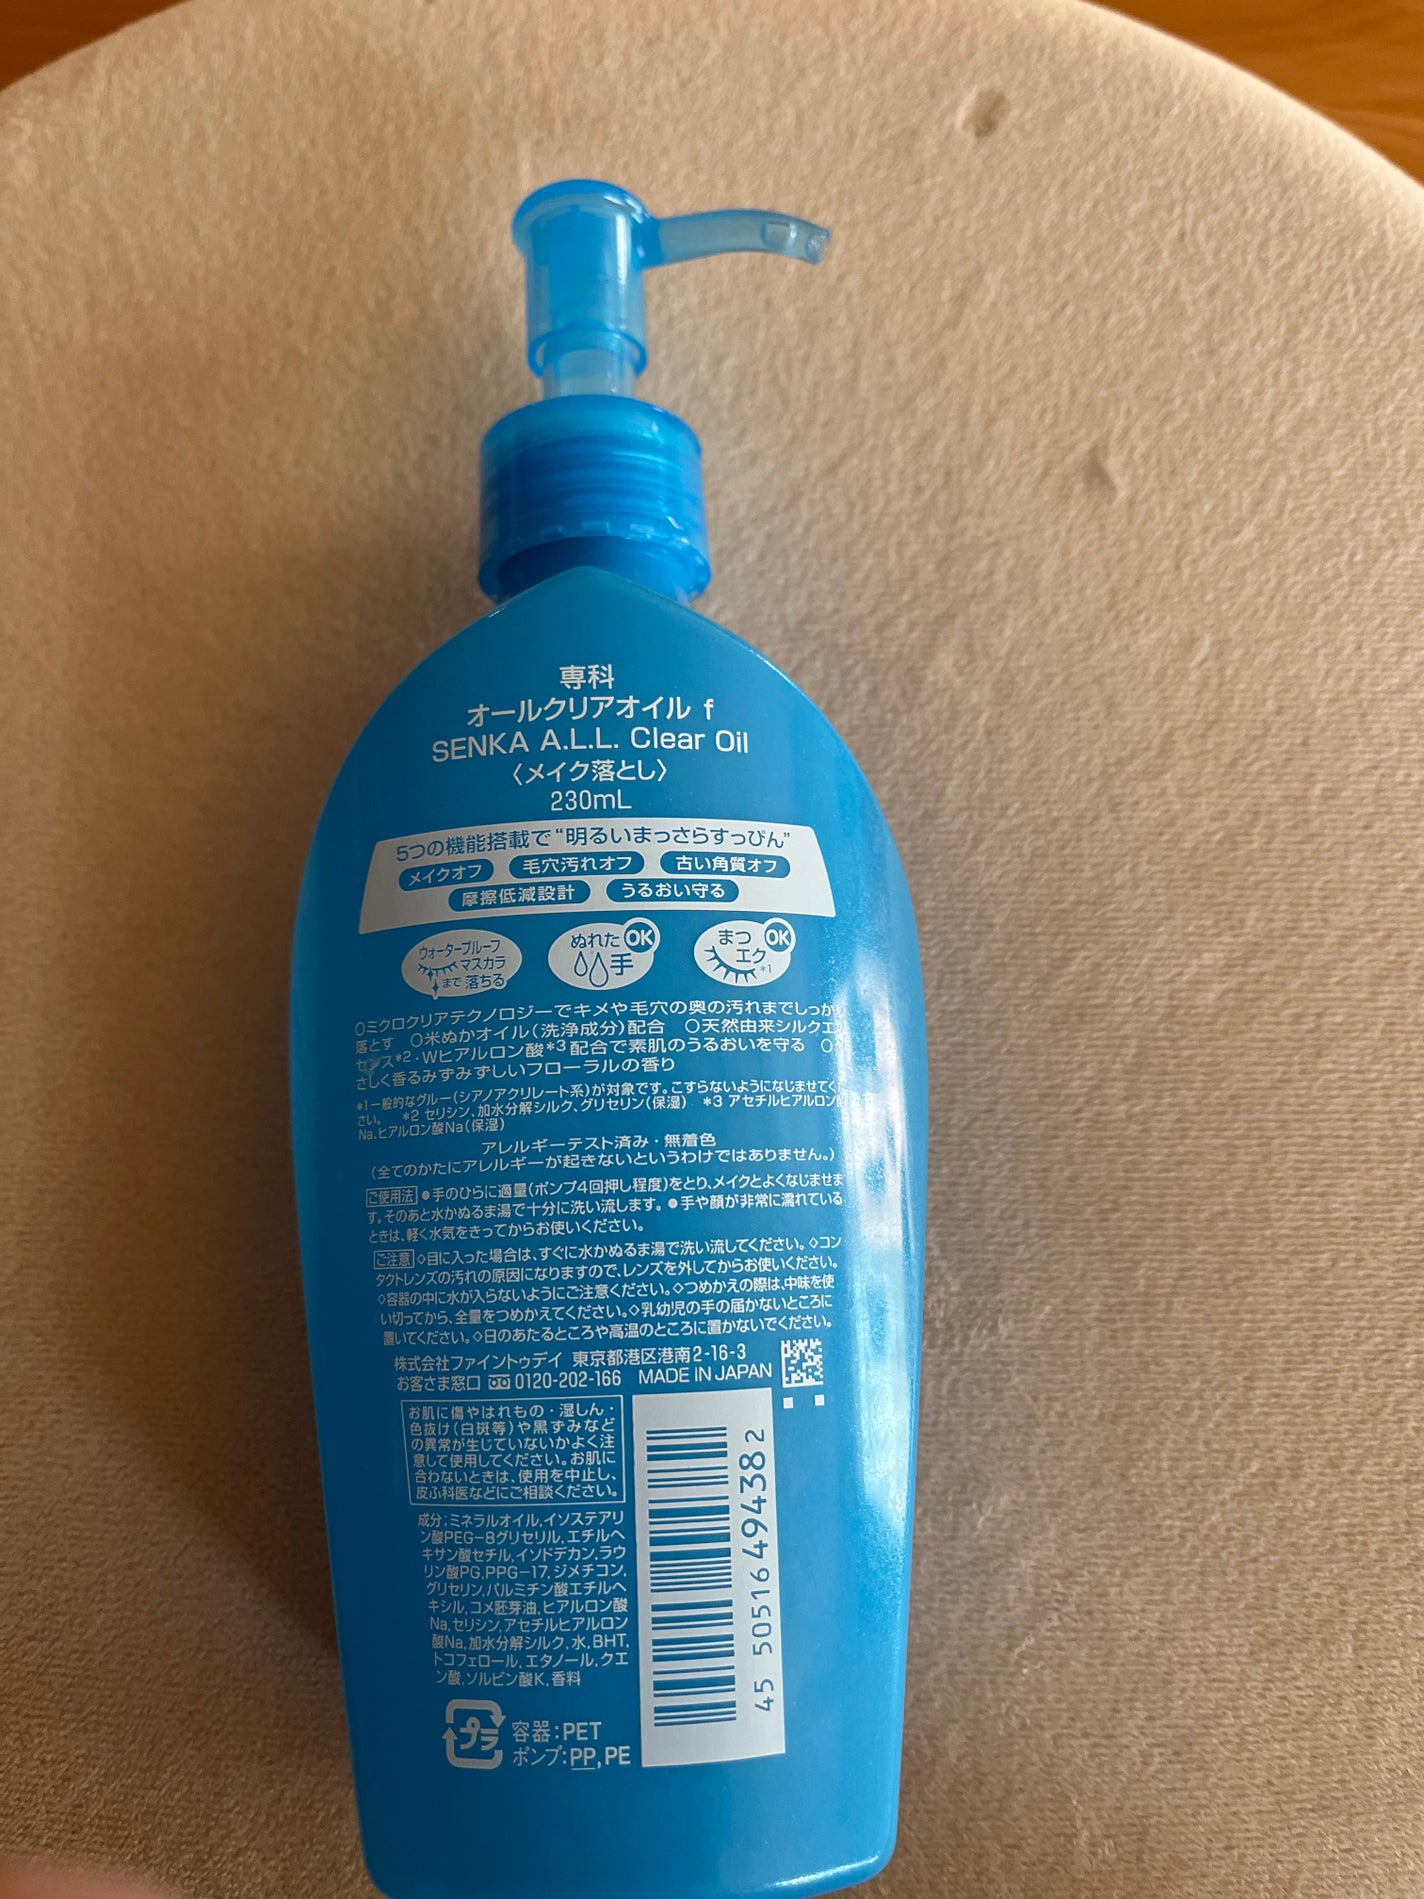 専科
オールクリアオイル f
SENKA A.L.L. Clear Oil
〈メイク落とし〉
230mL
5つの機能搭載で“明るいまっさらすっぴん”
メイクオフ 毛穴汚れオフ 古い角質オフ
摩擦低減設計 うるおい守る
ウォータープルーフ
マスカラ
まで 落ちる
ぬれた OK
手
まつ OK
エク
*1
○ミクロクリアテクノロジーでキメや毛穴の奥の汚れまでしっかり
落とす ○米ぬかオイル(洗浄成分)配合 ○天然由来シルクエッ
センス*2・Wヒアルロン酸*3配合で素肌のうるおいを守る ○や
さしく香るみずみずしいフローラルの香り
*1 一般的なグルー(シアノアクリレート系)が対象です。こすらないようになじませてくだ
さい。 *2 セリシン、加水分解シルク、グリセリン(保湿) *3 アセチルヒアルロン酸
Na、ヒアルロン酸Na(保湿)
アレルギーテスト済み・無着色
(全てのかたにアレルギーが起きないというわけではありません。)
ご使用法 ●手のひらに適量(ポンプ4回押し程度)をとり、メイクとよくなじませま
す。そのあと水かぬるま湯で十分に洗い流します。●手や顔が非常に濡れている
ときは、軽く水気をきってからお使いください。
ご注意 ◇目に入った場合は、すぐに水かぬるま湯で洗い流してください。◇コン
タクトレンズの汚れの原因になりますので、レンズを外してからお使いください。
◇容器の中に水が入らないようにご注意ください。◇つめかえの際は、中味を使
い切ってから、全量をつめかえてください。◇乳幼児の手の届かないところに
置いてください。◇日のあたるところや高温のところに置かないでください。
株式会社ファイントゥデイ 東京都港区港南2-16-3
お客さま窓口 0120-202-166 MADE IN JAPAN
お肌に傷やはれもの・湿しん・
色抜け(白斑等)や黒ずみなど
の異常が生じていないかよく注
意して使用してください。お肌に
合わないときは、使用を中止し、
皮ふ科医などにご相談ください。
成分:ミネラルオイル,イソステアリ
ン酸PEG-8グリセリル,エチルヘ
キサン酸セチル,イソドデカン,ラウ
リン酸PG,PPG-17,ジメチコン,
グリセリン,パルミチン酸エチルヘ
キシル,コメ胚芽油,ヒアルロン酸
Na,セリシン,アセチルヒアルロン
酸Na,加水分解シルク,水,BHT,
トコフェロール,エタノール,クエ
ン酸,ソルビン酸K,香料
プラ
容器:PET
ポンプ:PP,PE
45 50516 494382